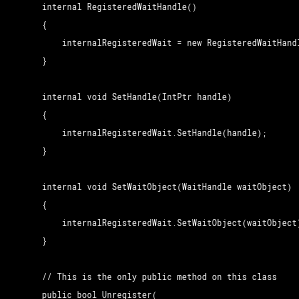 internal RegisteredWaitHandle()
{
internalRegisteredWait = new RegisteredWaitHandl
}
internal void SetHandle(IntPtr handle)
{
internalRegisteredWait.SetHandle(handle);
}
internal void SetWaitObject(WaitHandle waitObject)
{
internalRegisteredWait.SetWaitObject(waitObject)
}
// This is the only public method on this class
public bool Unregister(